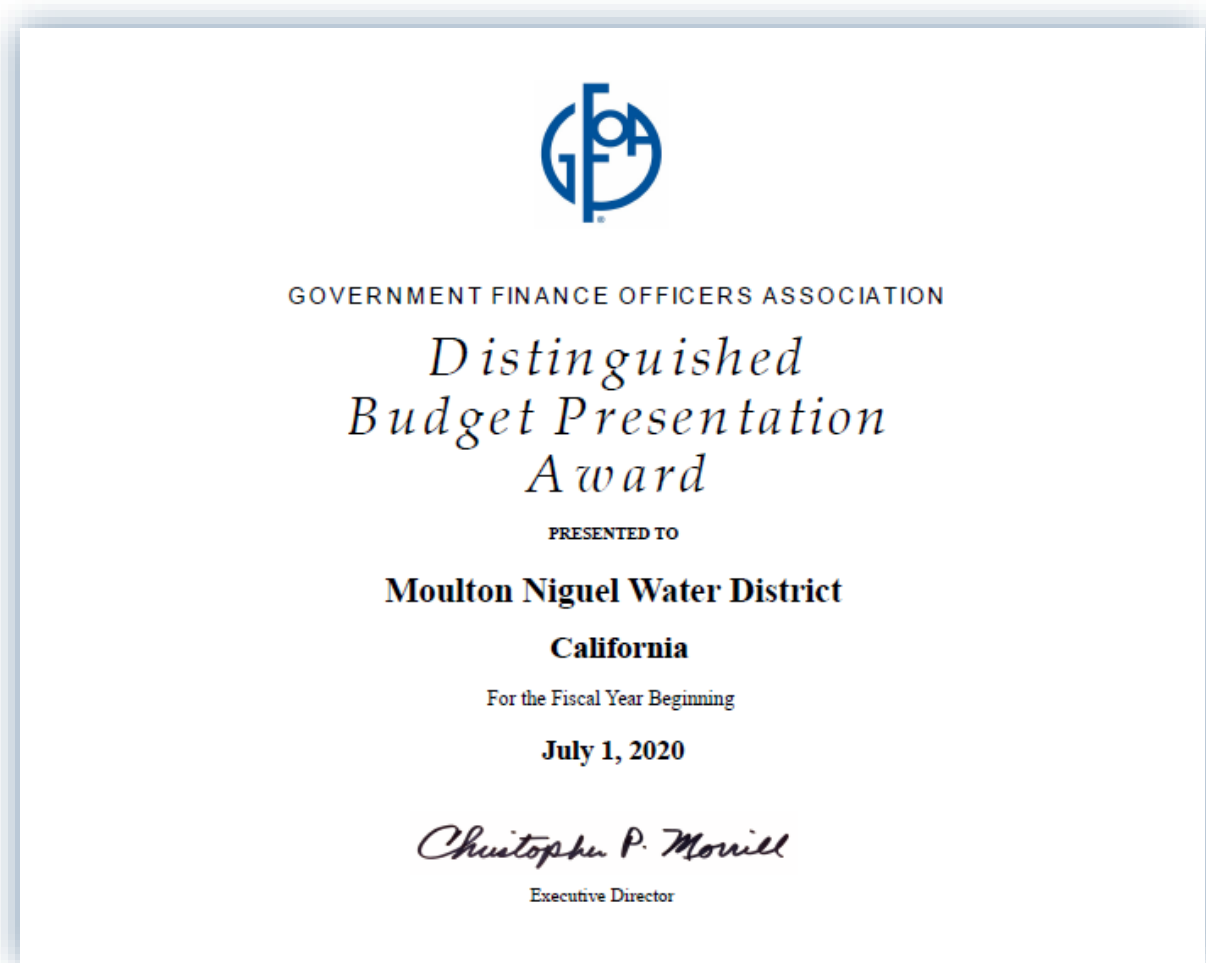 GFOA
®
GOVERNMENT FINANCE OFFICERS ASSOCIATION
Distinguished
Budget Presentation
Award
PRESENTED TO
Moulton Niguel Water District
California
For the Fiscal Year Beginning
July 1, 2020
Christopher P. Morrill
Executive Director